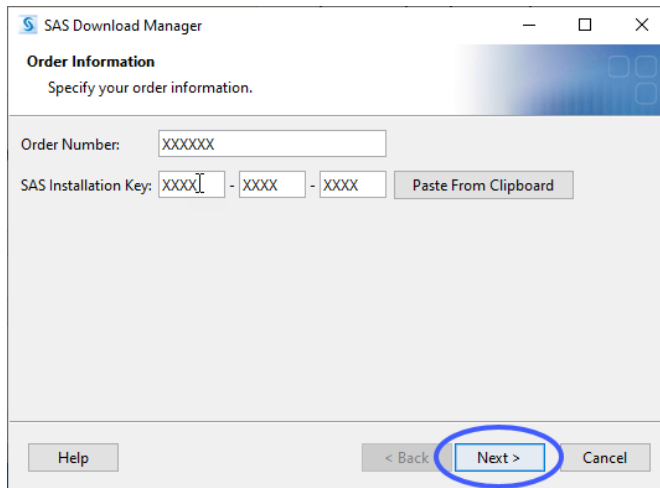 SAS Download Manager
Order Information
Specify your order information.
Order Number: XXXXXX
SAS Installation Key: XXXX - XXXX - XXXX Paste From Clipboard
Help < Back Next > Cancel